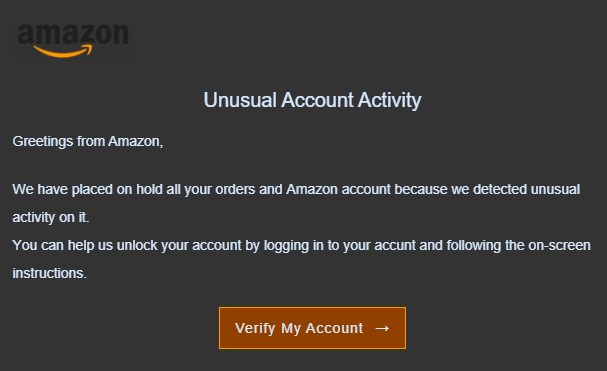 amazon
Unusual Account Activity
Greetings from Amazon,
We have placed on hold all your orders and Amazon account because we detected unusual
activity on it.
You can help us unlock your account by logging in to your accunt and following the on-screen
instructions.
Verify My Account →